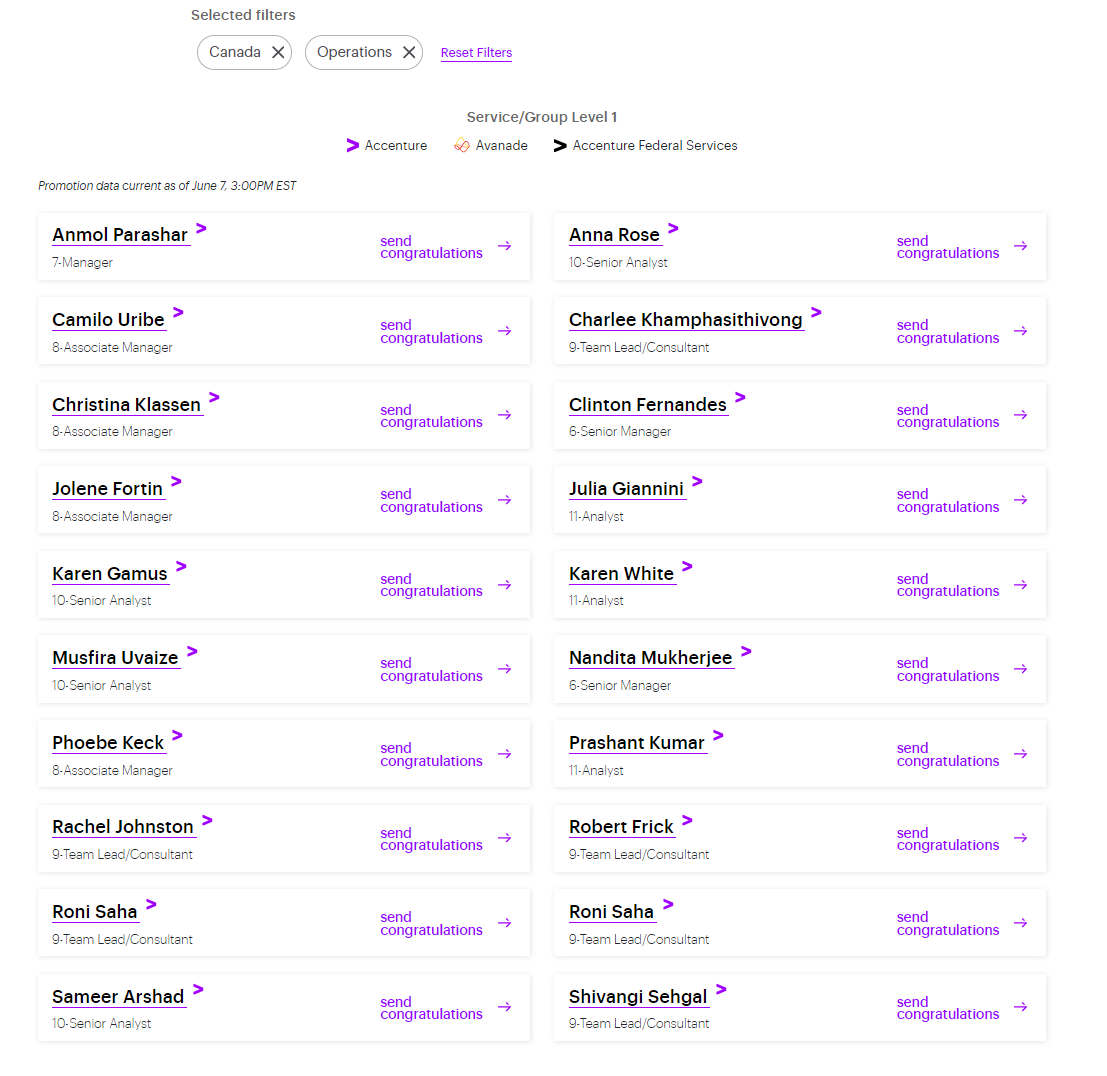 Selected filters
Canada Operations Reset Filters
Service/Group Level 1
Accenture Avanade Accenture Federal Services
Promotion data current as of June 7, 3:00PM EST
Anmol Parashar
7-Manager
send
congratulations
Anna Rose
10-Senior Analyst
send
congratulations
Camilo Uribe
8-Associate Manager
send
congratulations
Charlee Khamphasithivong
9-Team Lead/Consultant
send
congratulations
Christina Klassen
8-Associate Manager
send
congratulations
Clinton Fernandes
6-Senior Manager
send
congratulations
Jolene Fortin
8-Associate Manager
send
congratulations
Julia Giannini
11-Analyst
send
congratulations
Karen Gamus
10-Senior Analyst
send
congratulations
Karen White
11-Analyst
send
congratulations
Musfira Uvaize
10-Senior Analyst
send
congratulations
Nandita Mukherjee
6-Senior Manager
send
congratulations
Phoebe Keck
8-Associate Manager
send
congratulations
Prashant Kumar
11-Analyst
send
congratulations
Rachel Johnston
9-Team Lead/Consultant
send
congratulations
Robert Frick
9-Team Lead/Consultant
send
congratulations
Roni Saha
9-Team Lead/Consultant
send
congratulations
Roni Saha
9-Team Lead/Consultant
send
congratulations
Sameer Arshad
10-Senior Analyst
send
congratulations
Shivangi Sehgal
9-Team Lead/Consultant
send
congratulations